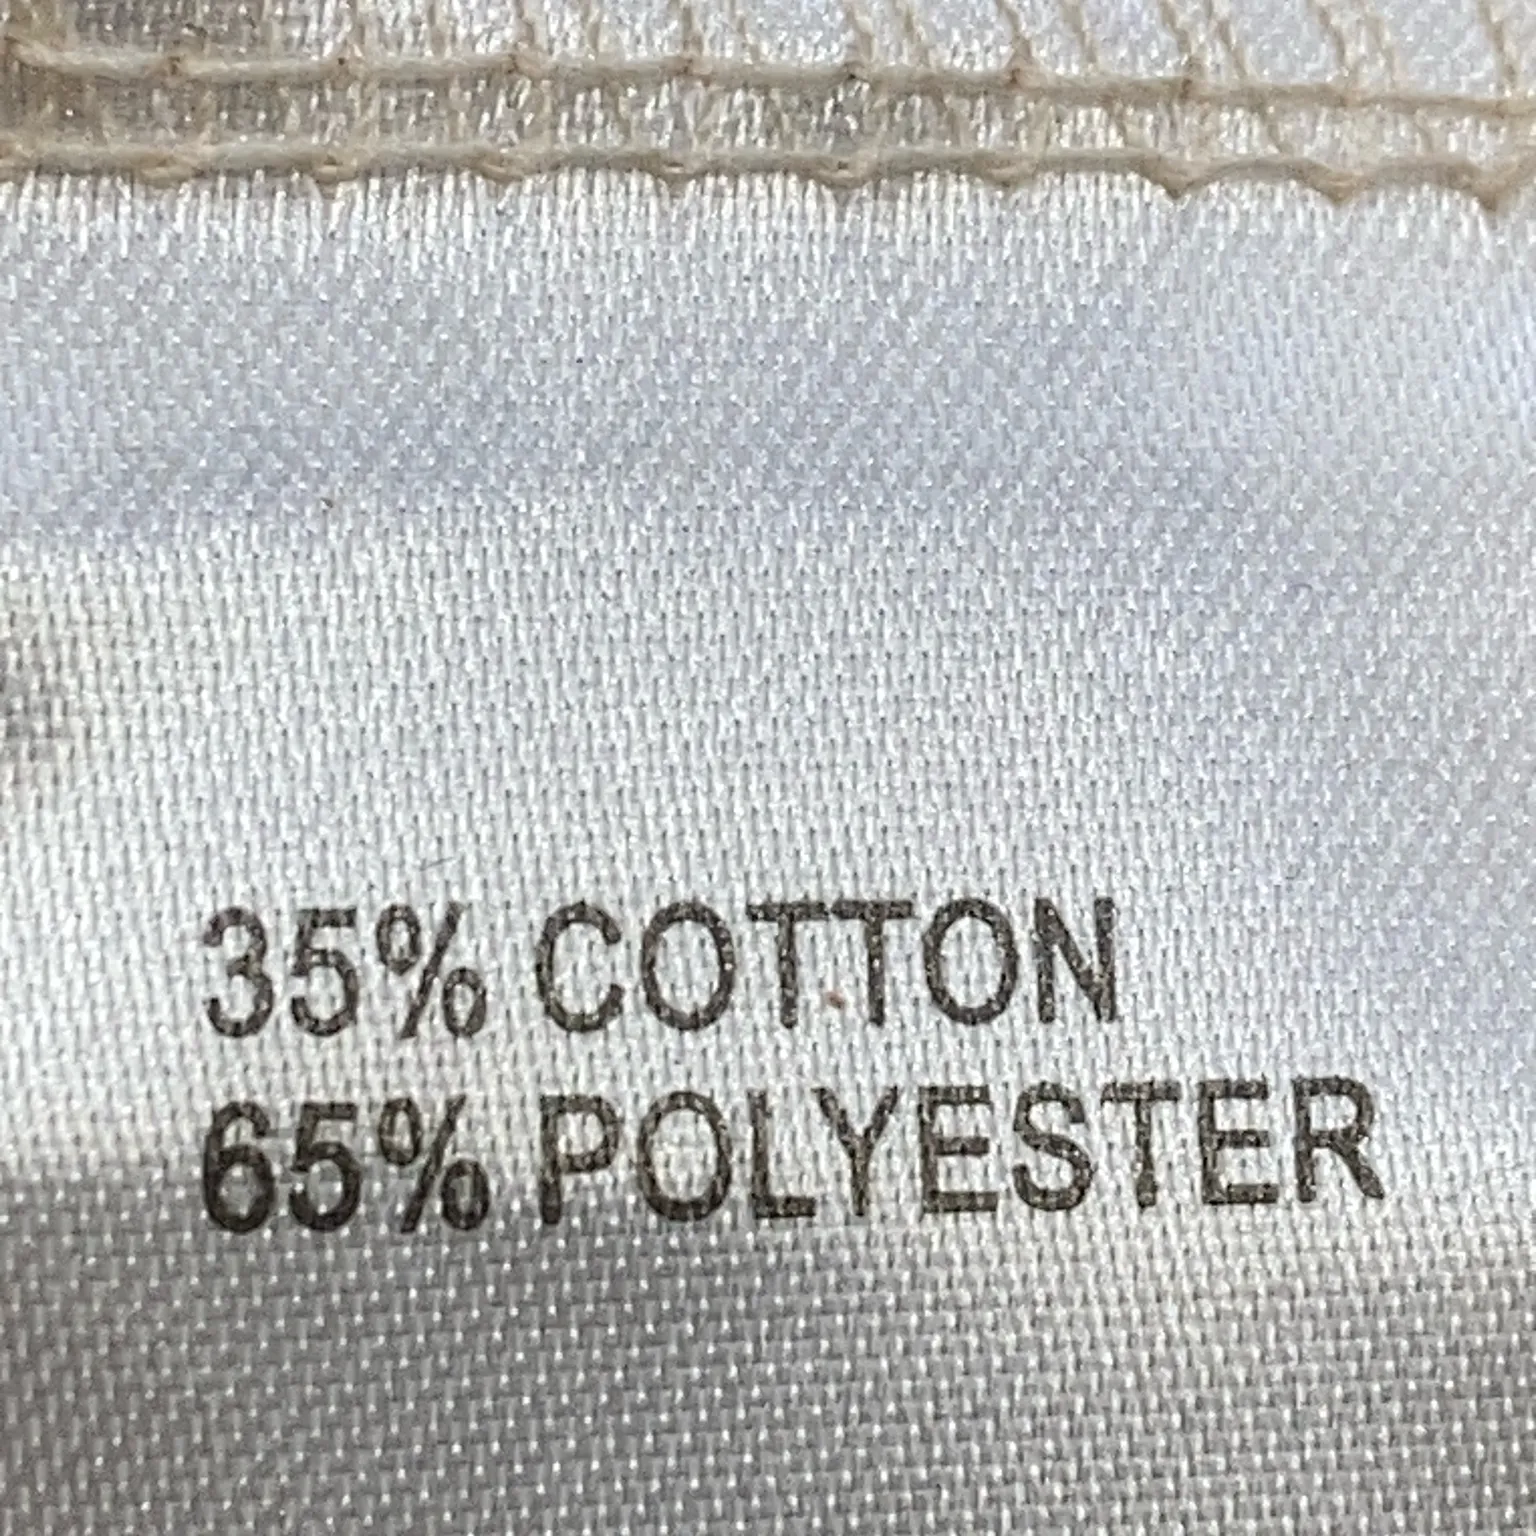 35% COTTON
65% POLYESTER